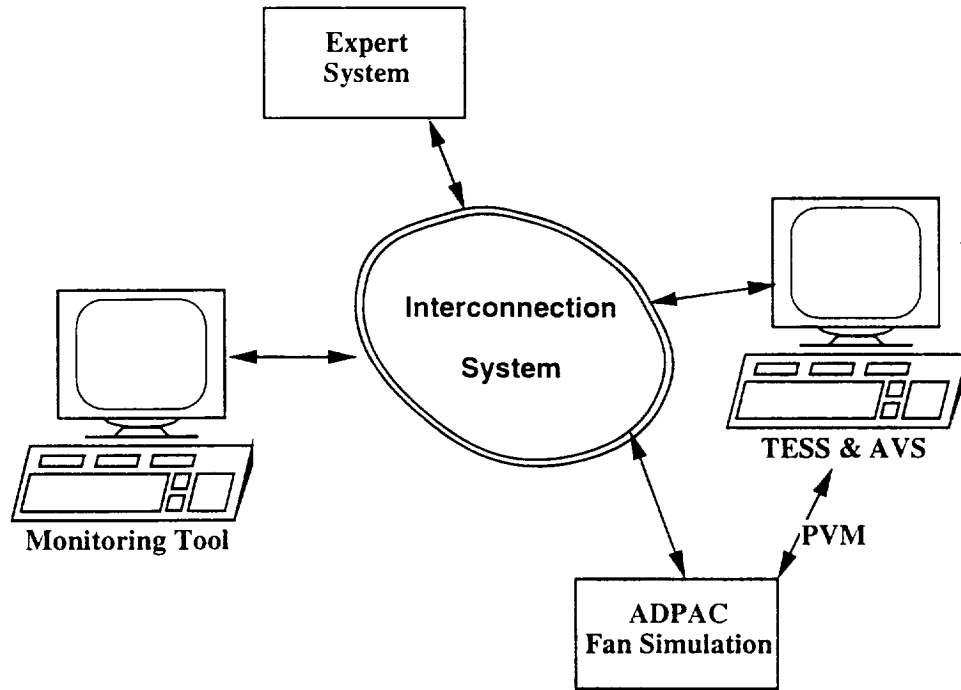 Expert
System
Interconnection
System
Monitoring Tool
TESS & AVS
PVM
ADPAC
Fan Simulation